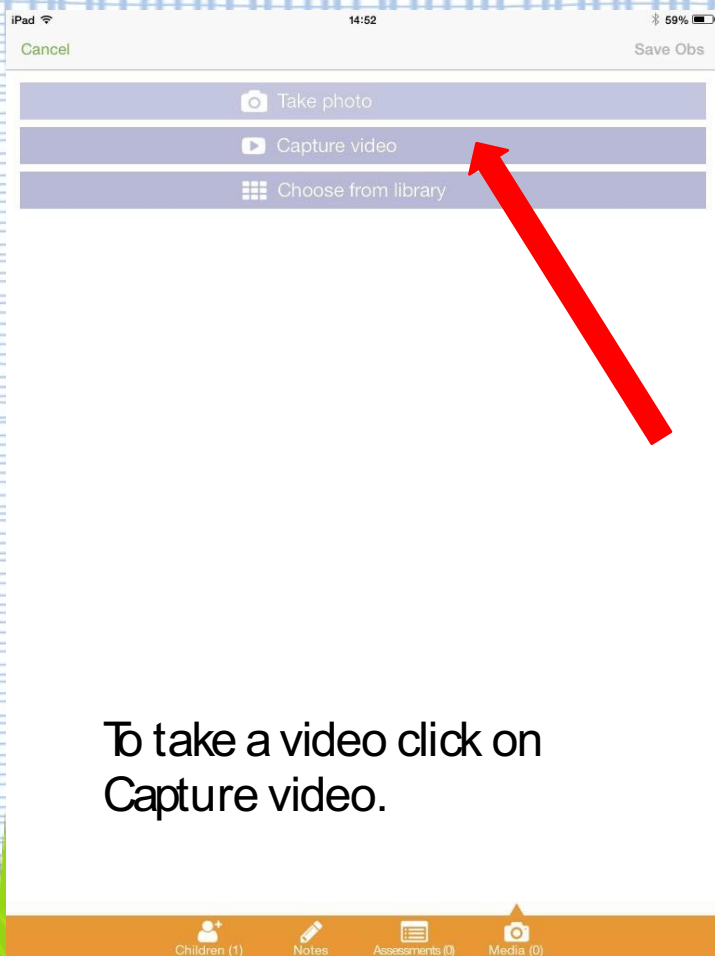 iPad 14:52 59%
Cancel Save Obs
Take photo
Capture video
Choose from library
To take a video click on
Capture video.
Children (1) Notes Assessments (0) Media (0)